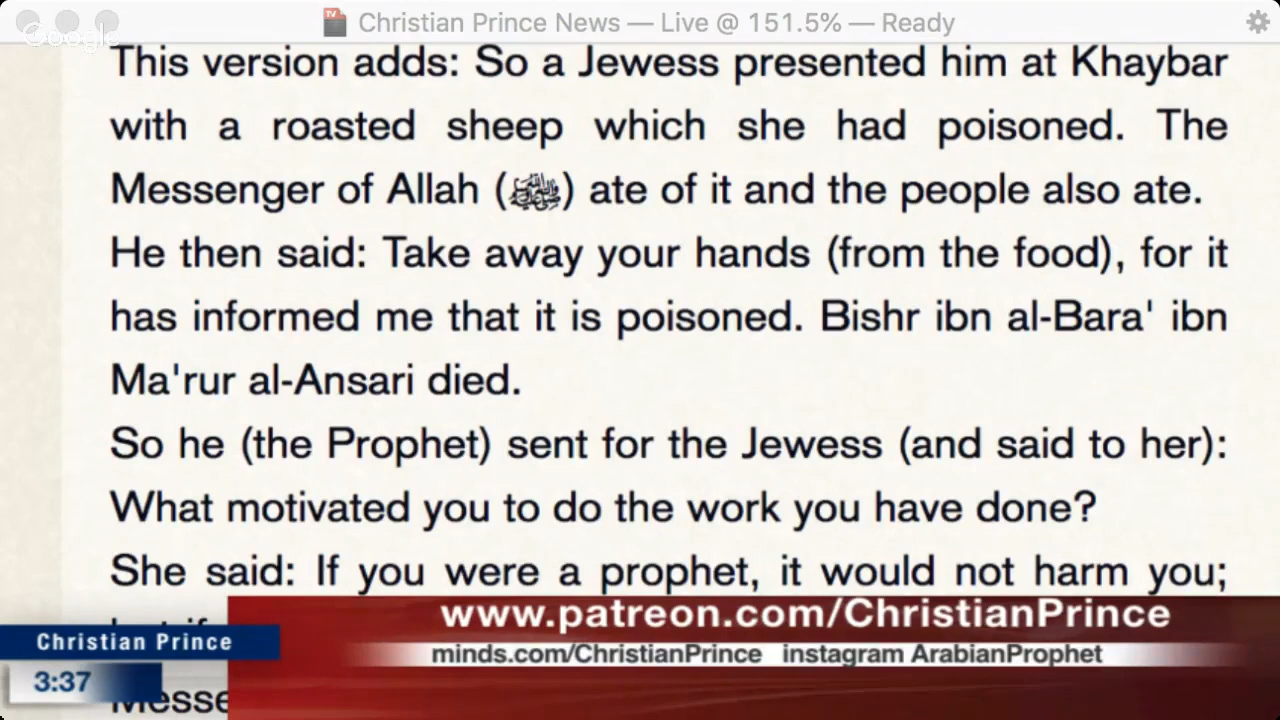 Christian Prince News — Live @ 151.5% — Ready
Google
This version adds: So a Jewess presented him at Khaybar
with a roasted sheep which she had poisoned. The
Messenger of Allah (ﷺ) ate of it and the people also ate.
He then said: Take away your hands (from the food), for it
has informed me that it is poisoned. Bishr ibn al-Bara' ibn
Ma'rur al-Ansari died.
So he (the Prophet) sent for the Jewess (and said to her):
What motivated you to do the work you have done?
She said: If you were a prophet, it would not harm you;
www.patreon.com/ChristianPrince
Christian Prince
minds.com/ChristianPrince instagram ArabianProphet
3:37
Messe